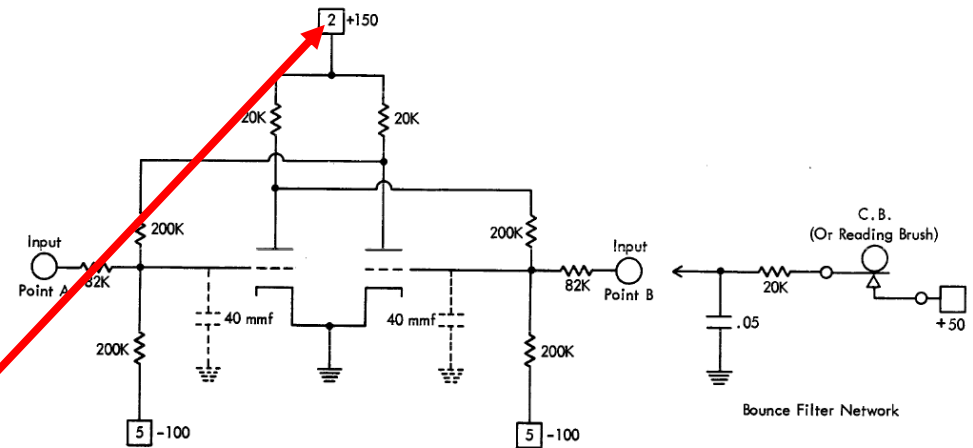 2 +150
20K
20K
200K
200K
C.B.
(Or Reading Brush)
Input
Point A
82K
Input
Point B
82K
20K
+50
40 mmf
40 mmf
.05
200K
200K
5 -100
5 -100
Bounce Filter Network